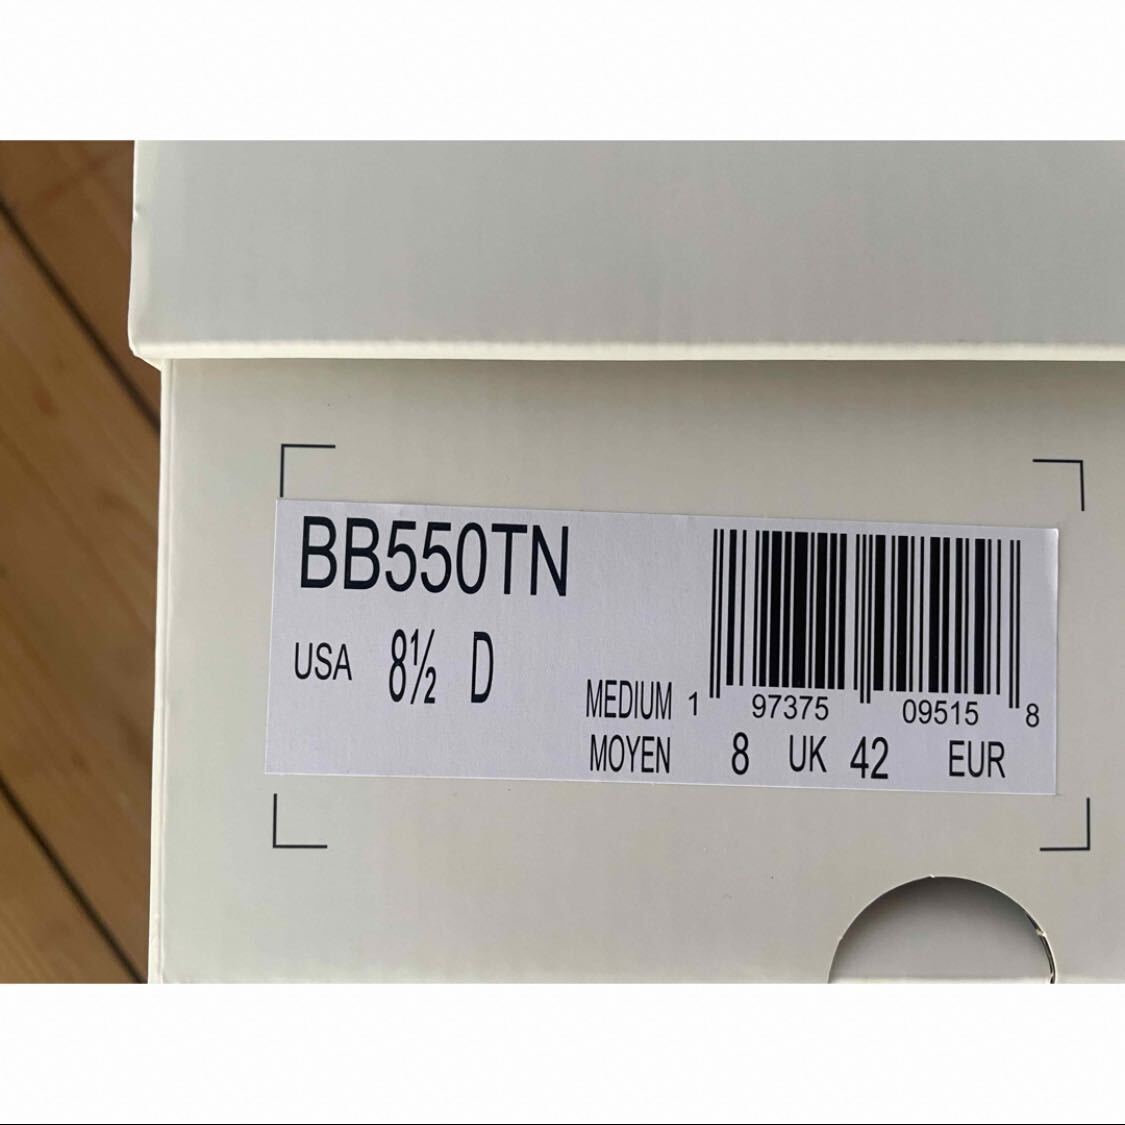 BB550TN
USA 8½ D
MEDIUM 1 97375 09515 8
MOYEN 8 UK 42 EUR